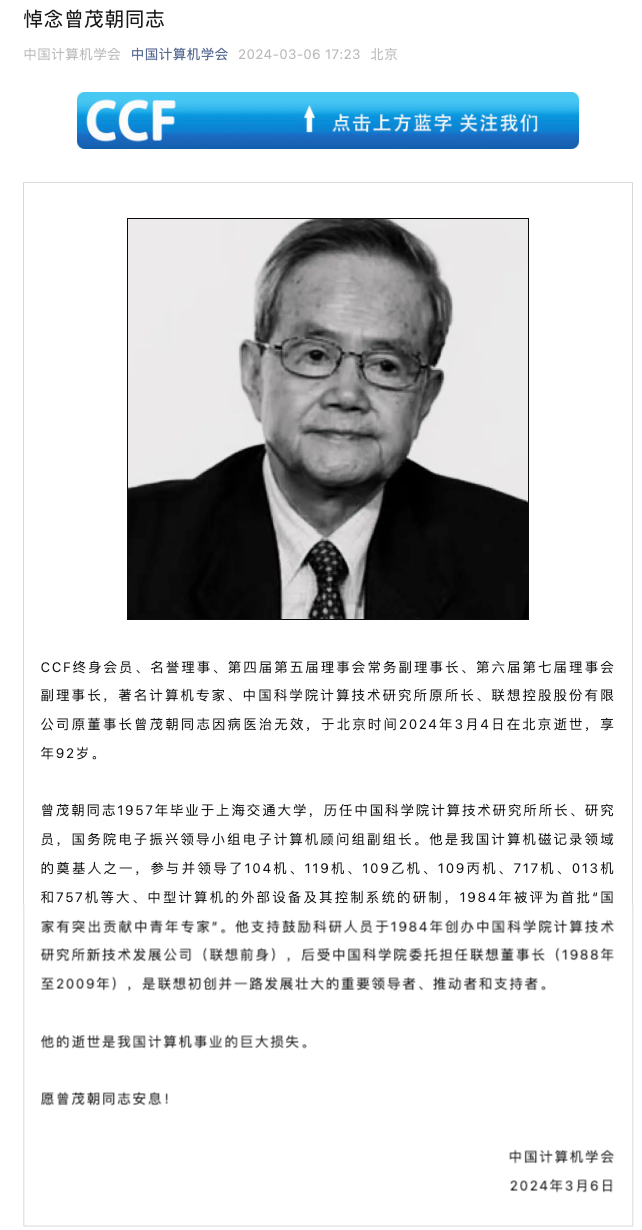 悼念曾茂朝同志
中国计算机学会 中国计算机学会 2024-03-06 17:23 北京
CCF
点击上方蓝字 关注我们
CCF终身会员、名誉理事、第四届第五届理事会常务副理事长、第六届第七届理事会
副理事长，著名计算机专家、中国科学院计算技术研究所原所长、联想控股股份有限
公司原董事长曾茂朝同志因病医治无效，于北京时间2024年3月4日在北京逝世，享
年92岁。
曾茂朝同志1957年毕业于上海交通大学，历任中国科学院计算技术研究所所长、研究
员，国务院电子振兴领导小组电子计算机顾问组副组长。他是我国计算机磁记录领域
的奠基人之一，参与并领导了104机、119机、109乙机、109丙机、717机、013机
和757机等大、中型计算机的外部设备及其控制系统的研制，1984年被评为首批“国
家有突出贡献中青年专家”。他支持鼓励科研人员于1984年创办中国科学院计算技术
研究所新技术发展公司（联想前身），后受中国科学院委托担任联想董事长（1988年
至2009年），是联想初创并一路发展壮大的重要领导者、推动者和支持者。
他的逝世是我国计算机事业的巨大损失。
愿曾茂朝同志安息！
中国计算机学会
2024年3月6日